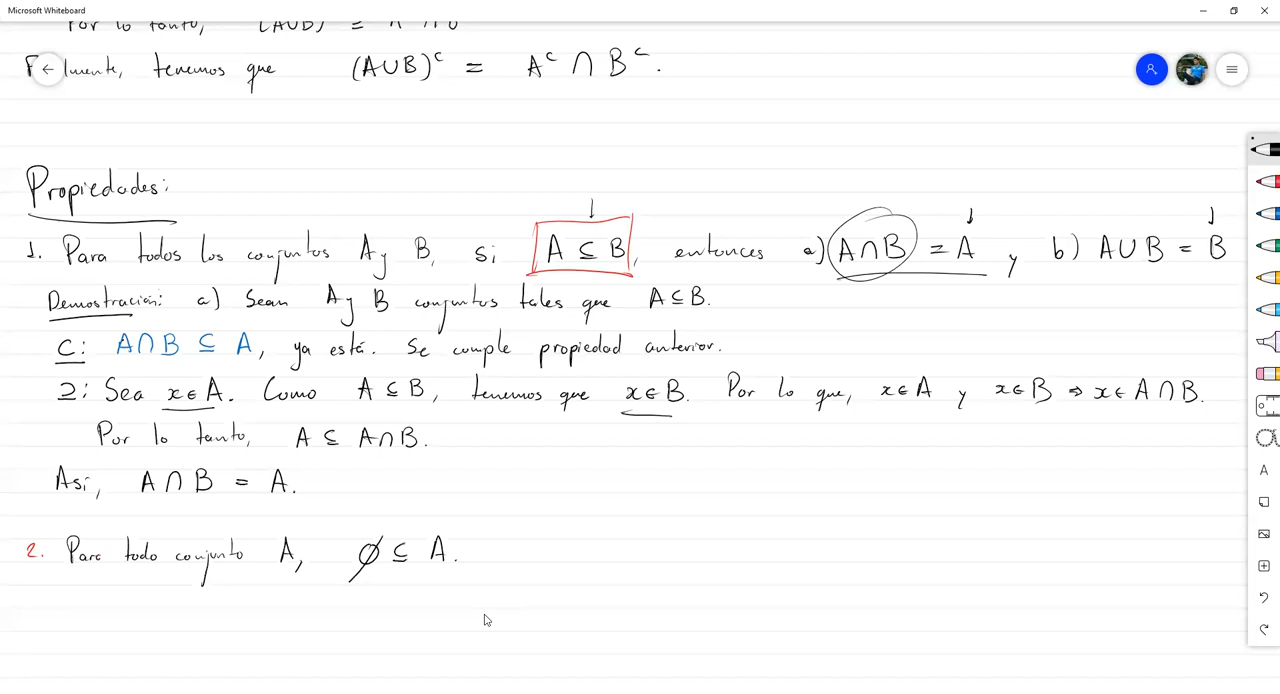 Microsoft Whiteboard
Por lo tanto, (A∪B)
tenemos que (A∪B)ᶜ = Aᶜ ∩ Bᶜ.
Propiedades:
1. Para todos los conjuntos A y B, si A ⊆ B, entonces a) A∩B = A y b) A∪B = B
Demostración: a) Sean A y B conjuntos tales que A ⊆ B.
⊆: A∩B ⊆ A, ya está. Se cumple propiedad anterior.
⊇: Sea x∈A. Como A ⊆ B, tenemos que x∈B. Por lo que, x∈A y x∈B ⇒ x∈A∩B.
Por lo tanto, A ⊆ A∩B.
Así, A∩B = A.
2. Para todo conjunto A, ∅ ⊆ A.